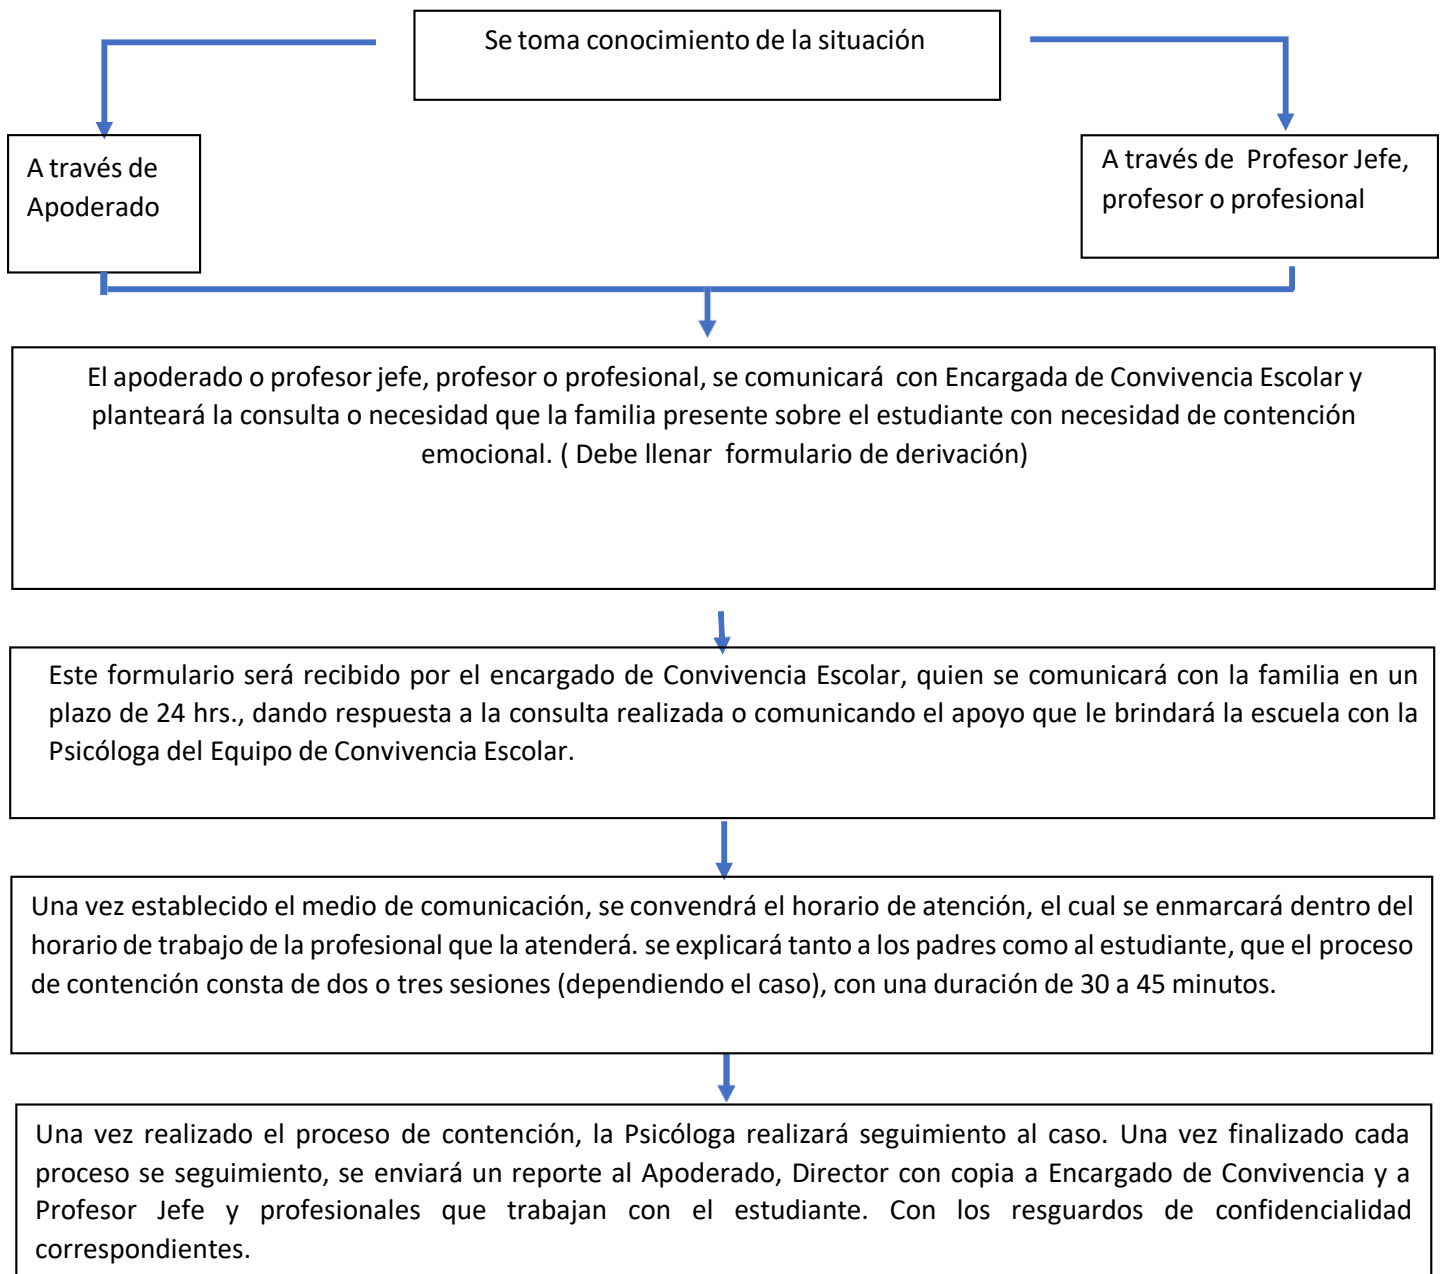 Se toma conocimiento de la situación
A través de
Apoderado
A través de Profesor Jefe,
profesor o profesional
El apoderado o profesor jefe, profesor o profesional, se comunicará con Encargada de Convivencia Escolar y
planteará la consulta o necesidad que la familia presente sobre el estudiante con necesidad de contención
emocional. ( Debe llenar formulario de derivación)
Este formulario será recibido por el encargado de Convivencia Escolar, quien se comunicará con la familia en un
plazo de 24 hrs., dando respuesta a la consulta realizada o comunicando el apoyo que le brindará la escuela con la
Psicóloga del Equipo de Convivencia Escolar.
Una vez establecido el medio de comunicación, se convendrá el horario de atención, el cual se enmarcará dentro del
horario de trabajo de la profesional que la atenderá. se explicará tanto a los padres como al estudiante, que el proceso
de contención consta de dos o tres sesiones (dependiendo el caso), con una duración de 30 a 45 minutos.
Una vez realizado el proceso de contención, la Psicóloga realizará seguimiento al caso. Una vez finalizado cada
proceso se seguimiento, se enviará un reporte al Apoderado, Director con copia a Encargado de Convivencia y a
Profesor Jefe y profesionales que trabajan con el estudiante. Con los resguardos de confidencialidad
correspondientes.